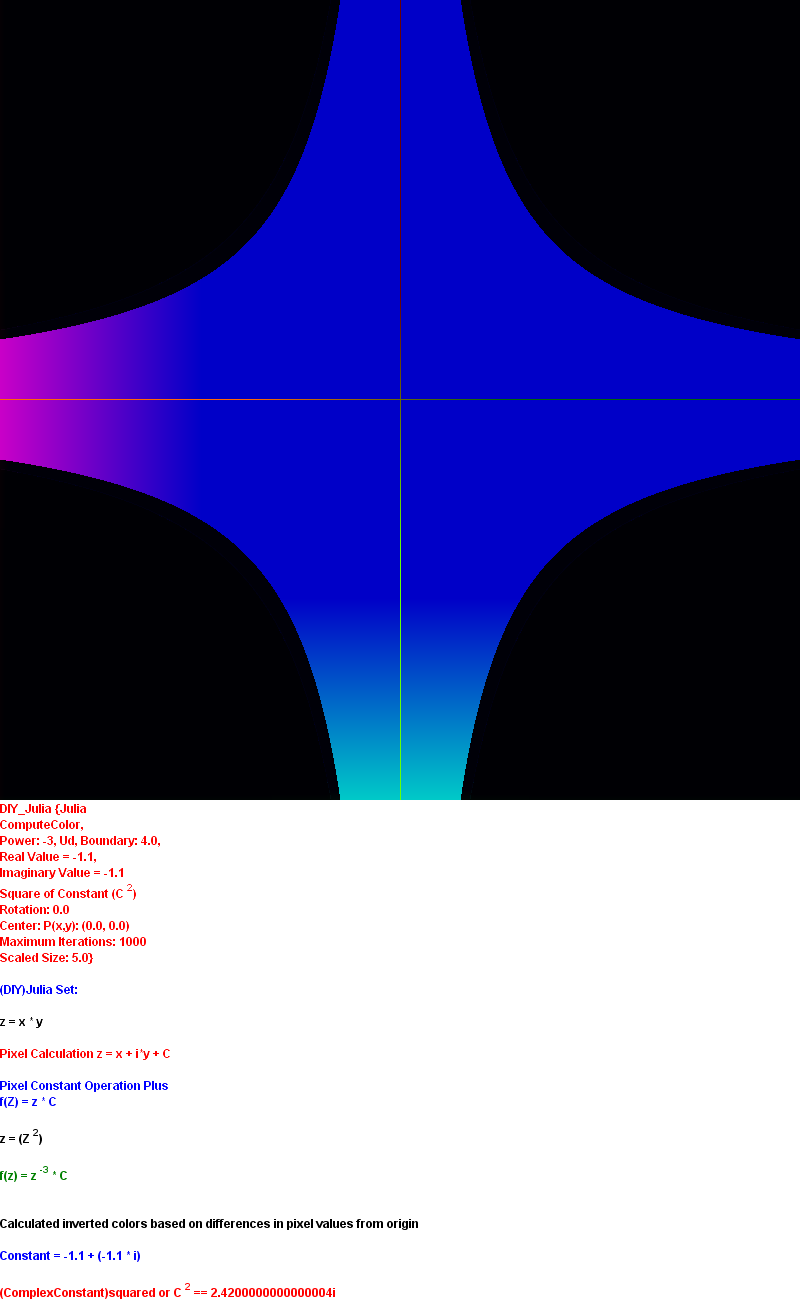 DIY_Julia {Julia
ComputeColor,
Power: -3, Ud, Boundary: 4.0,
Real Value = -1.1,
Imaginary Value = -1.1
Square of Constant (C 2)
Rotation: 0.0
Center: P(x,y): (0.0, 0.0)
Maximum Iterations: 1000
Scaled Size: 5.0}
(DIY)Julia Set:
z = x * y
Pixel Calculation z = x + i*y + C
Pixel Constant Operation Plus
f(Z) = z * C
z = (Z 2)
f(z) = z -3 * C
Calculated inverted colors based on differences in pixel values from origin
Constant = -1.1 + (-1.1 * i)
(ComplexConstant)squared or C 2 == 2.4200000000000004i